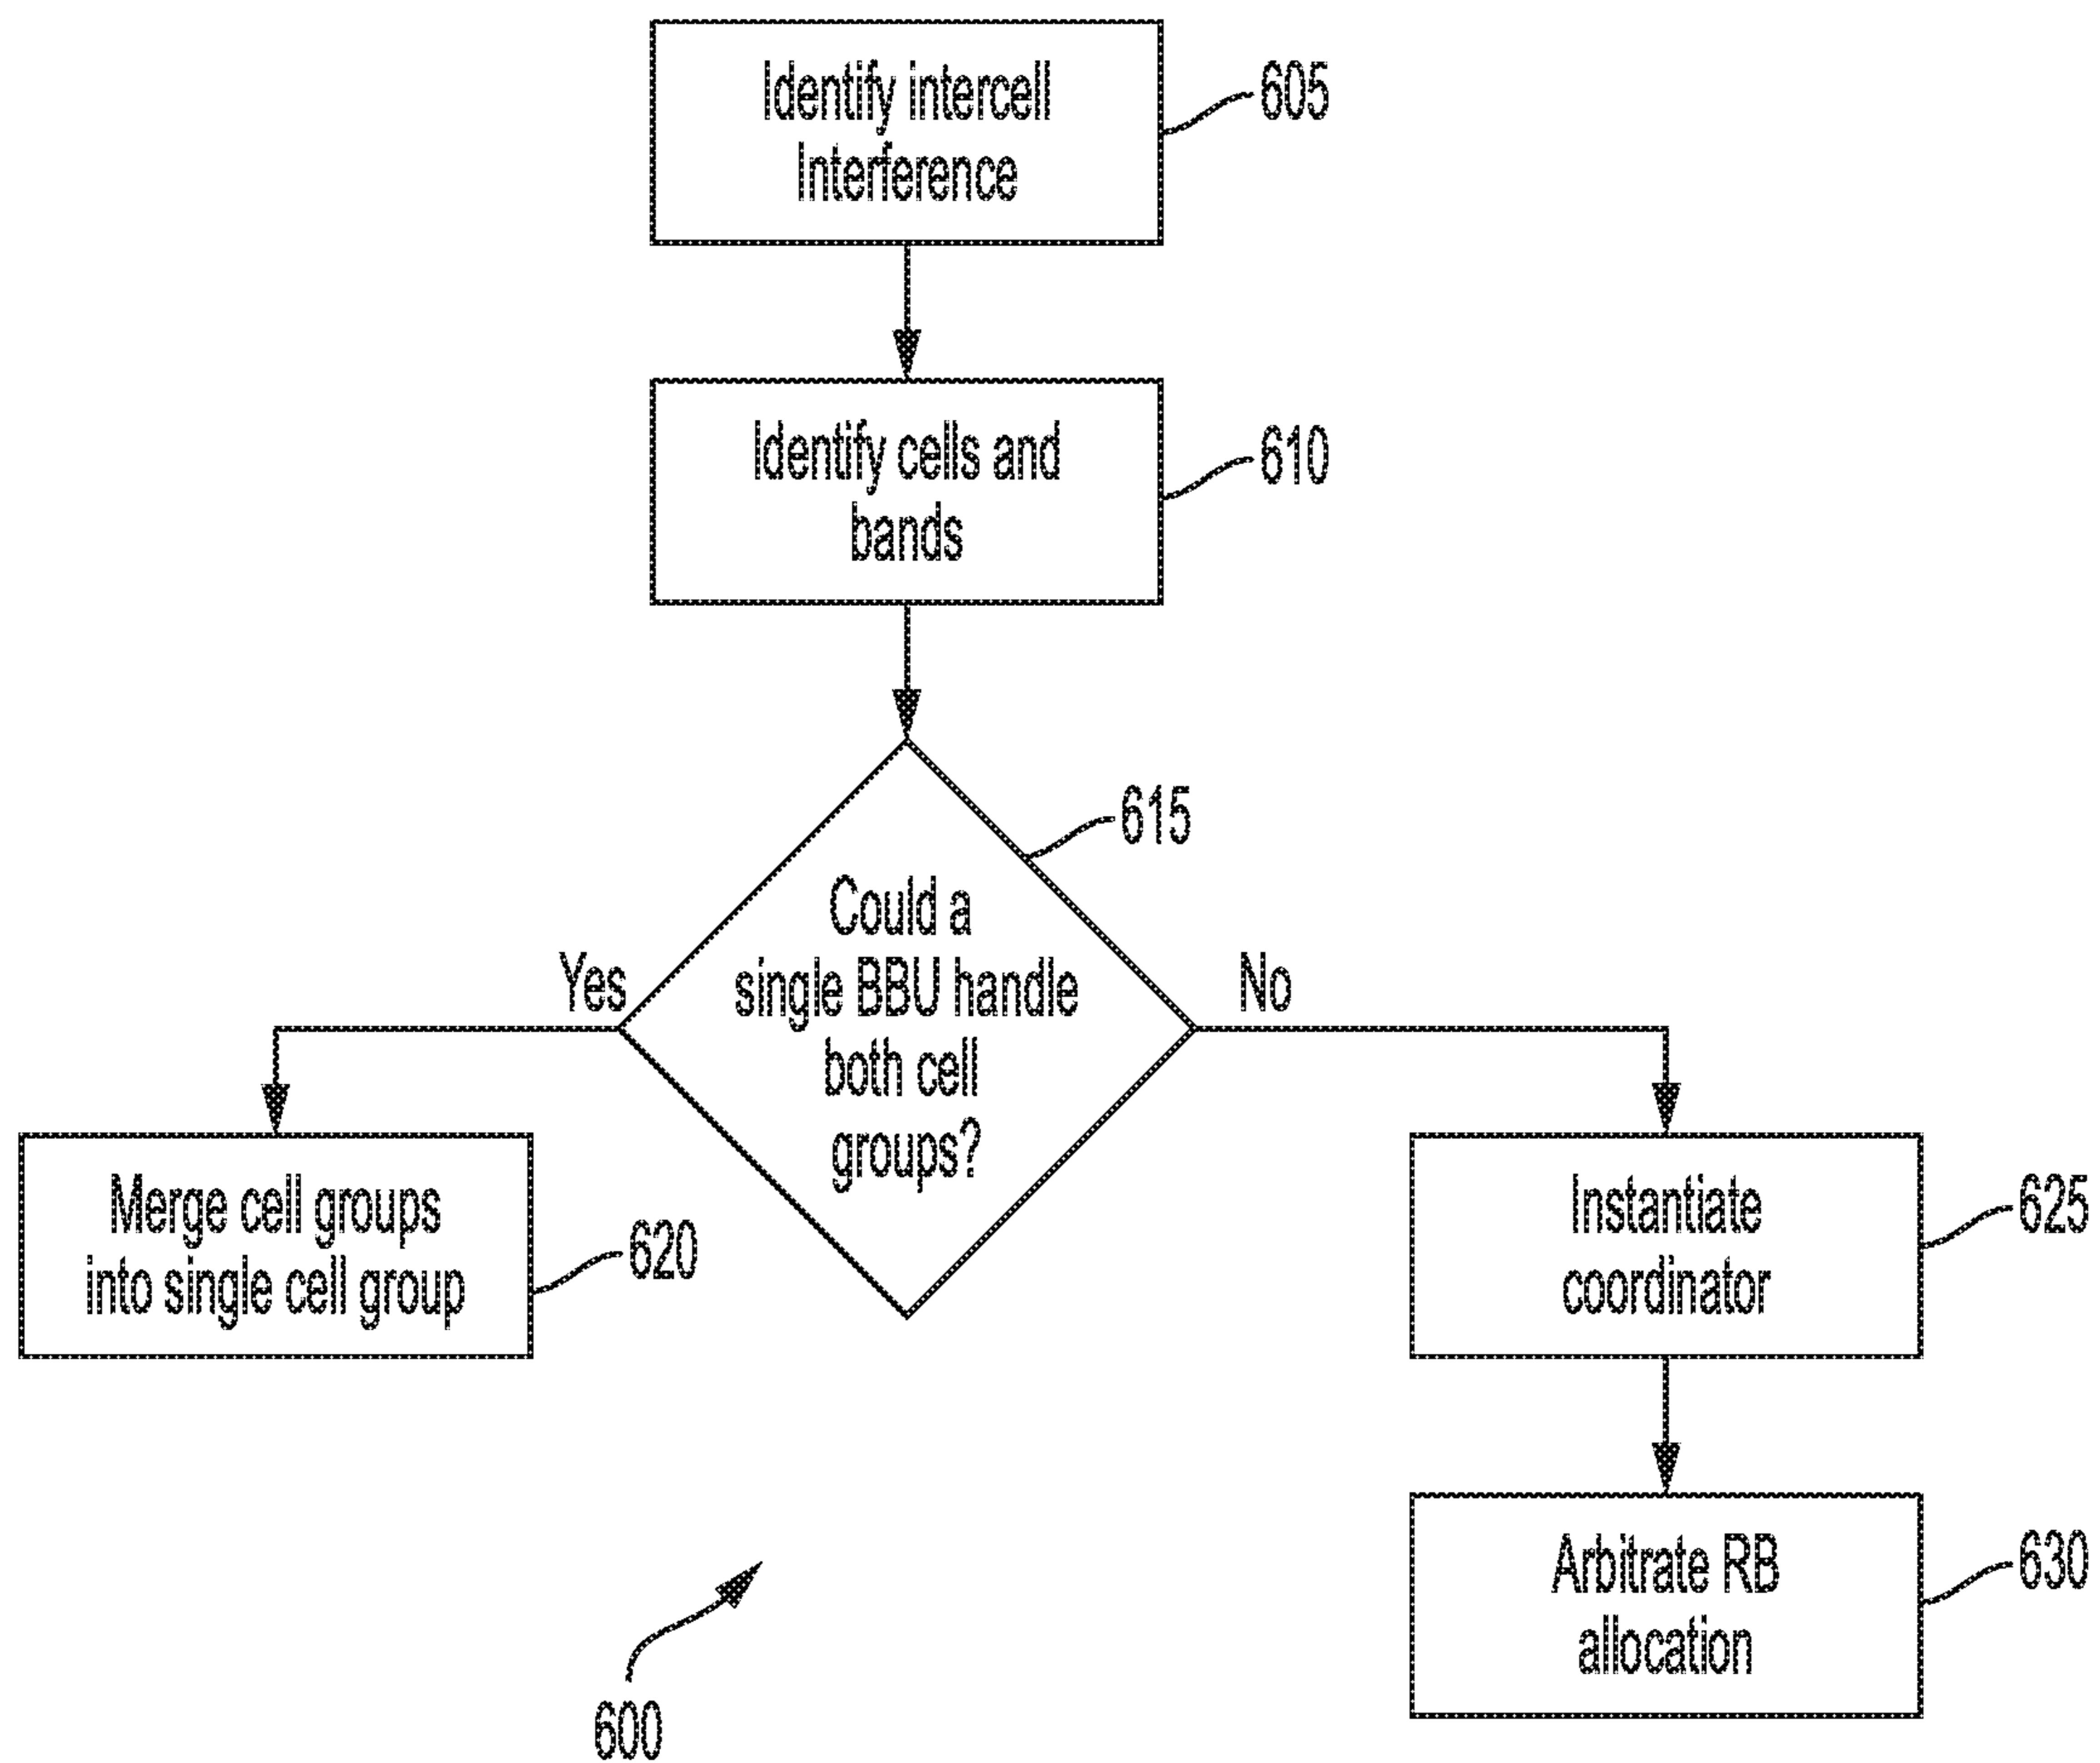 Identify intercell
Interference
605
Identify cells and
bands
610
615
Could a
single BBU handle
both cell
groups?
Yes
No
Merge cell groups
into single cell group
620
Instantiate
coordinator
625
Arbitrate RB
allocation
630
600